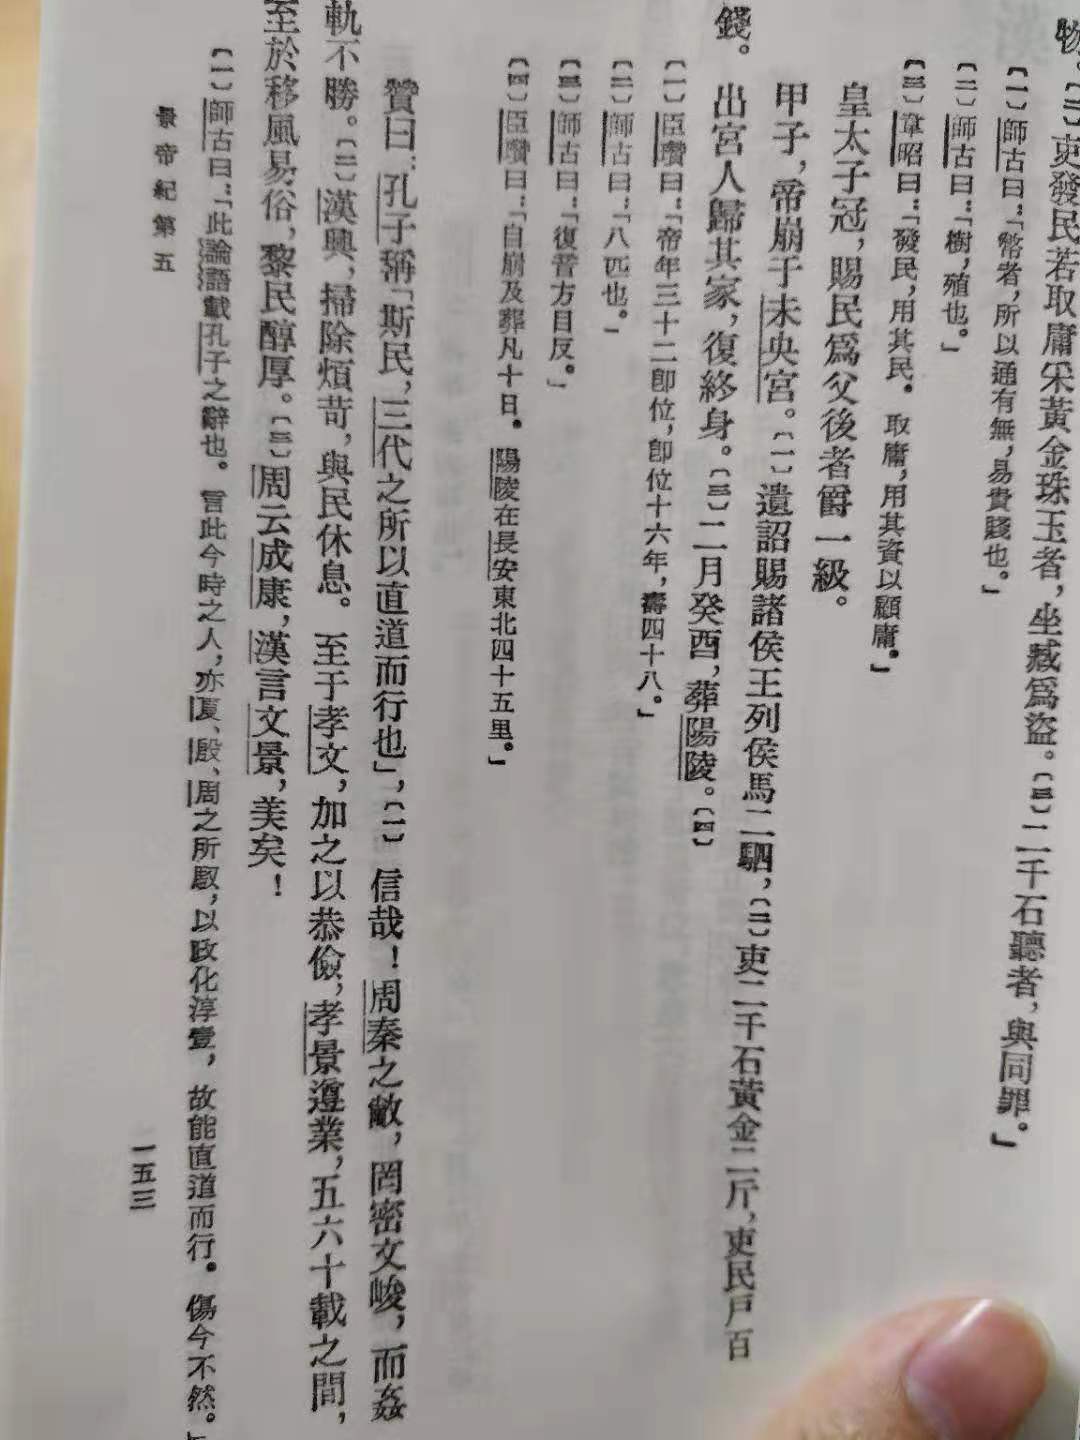 物。〔二〕吏發民若取庸采黃金珠玉者，坐臧爲盜。〔三〕二千石聽者，與同罪。」
〔一〕師古曰：「幣者，所以通有無，易貴賤也。」
〔二〕師古曰：「樹，殖也。」
〔三〕韋昭曰：「發民，用其民。取庸，用其資以顧庸。」
皇太子冠，賜民爲父後者爵一級。
甲子，帝崩于未央宮。〔一〕遺詔賜諸侯王列侯馬二駟，〔二〕吏二千石黃金二斤，吏民戶百
錢。出宮人歸其家，復終身。〔三〕二月癸酉，葬陽陵。〔四〕
〔一〕臣瓚曰：「帝年三十二卽位，卽位十六年，壽四十八。」
〔二〕師古曰：「八匹也。」
〔三〕師古曰：「復音方目反。」
〔四〕臣瓚曰：「自崩及葬凡十日。陽陵在長安東北四十五里。」
贊曰：孔子稱「斯民，三代之所以直道而行也」，〔一〕信哉！周秦之敝，罔密文峻，而姦
軌不勝。〔二〕漢興，掃除煩苛，與民休息。至于孝文，加之以恭儉，孝景遵業，五六十載之間，
至於移風易俗，黎民醇厚。〔三〕周云成康，漢言文景，美矣！
〔一〕師古曰：「此論語載孔子之辭也。言此今時之人，亦夏、殷、周之所馭，以政化淳壹，故能直道而行。傷今不然。」
景帝紀第五
一五三